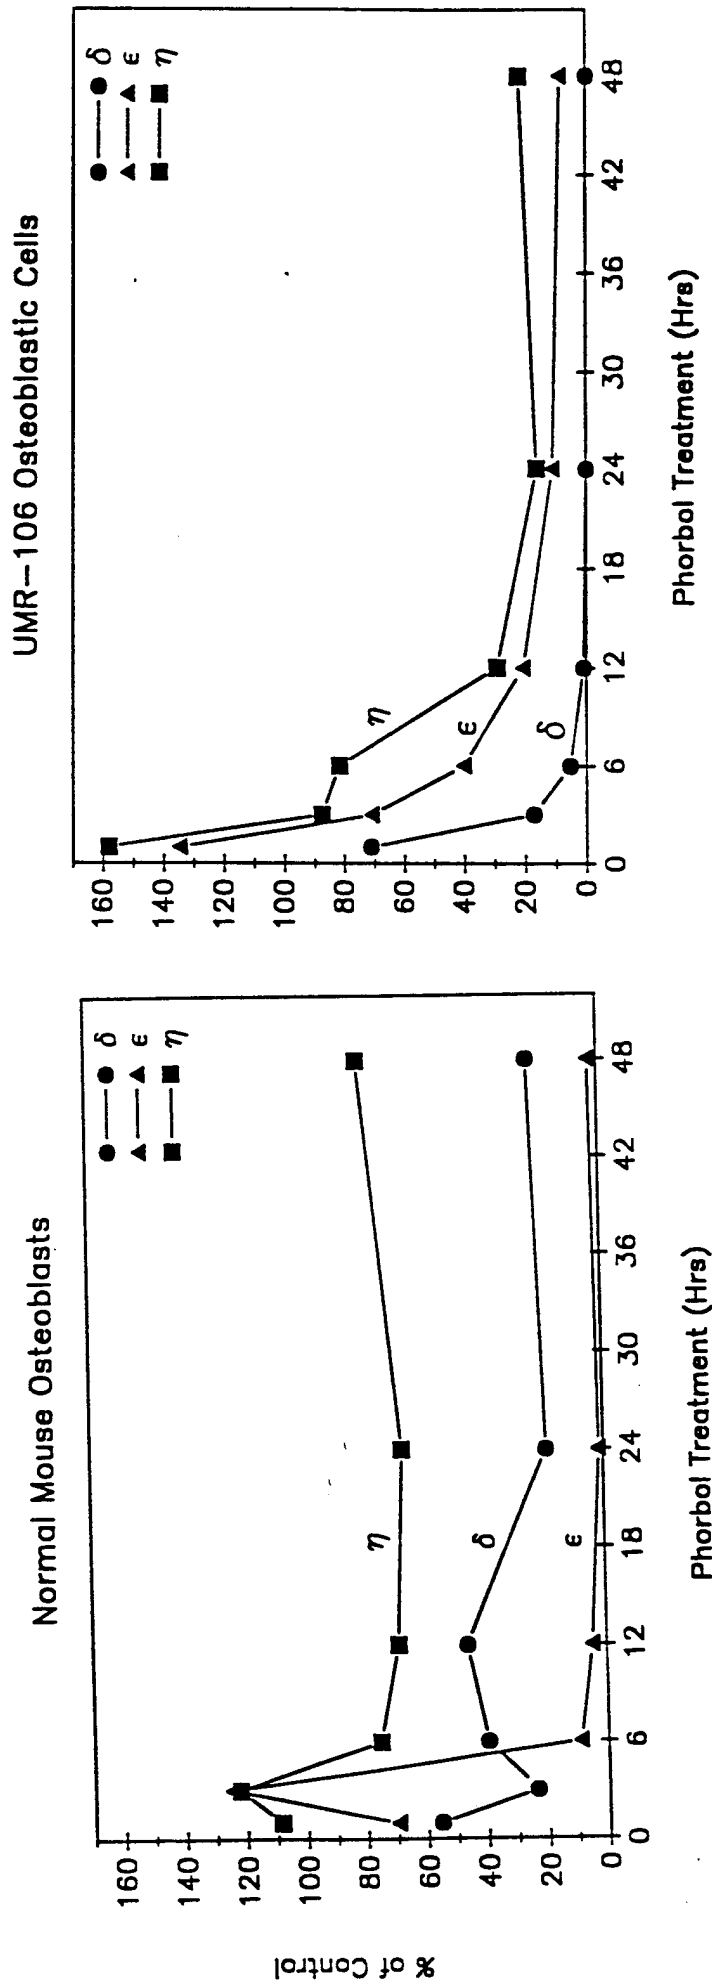 Normal Mouse Osteoblasts
% of Control
160
140
120
100
80
60
40
20
0
δ
ϵ
η
η
δ
ϵ
0 6 12 18 24 30 36 42 48
Phorbol Treatment (Hrs)
UMR-106 Osteoblastic Cells
160
140
120
100
80
60
40
20
0
δ
ϵ
η
η
ϵ
δ
0 6 12 18 24 30 36 42 48
Phorbol Treatment (Hrs)